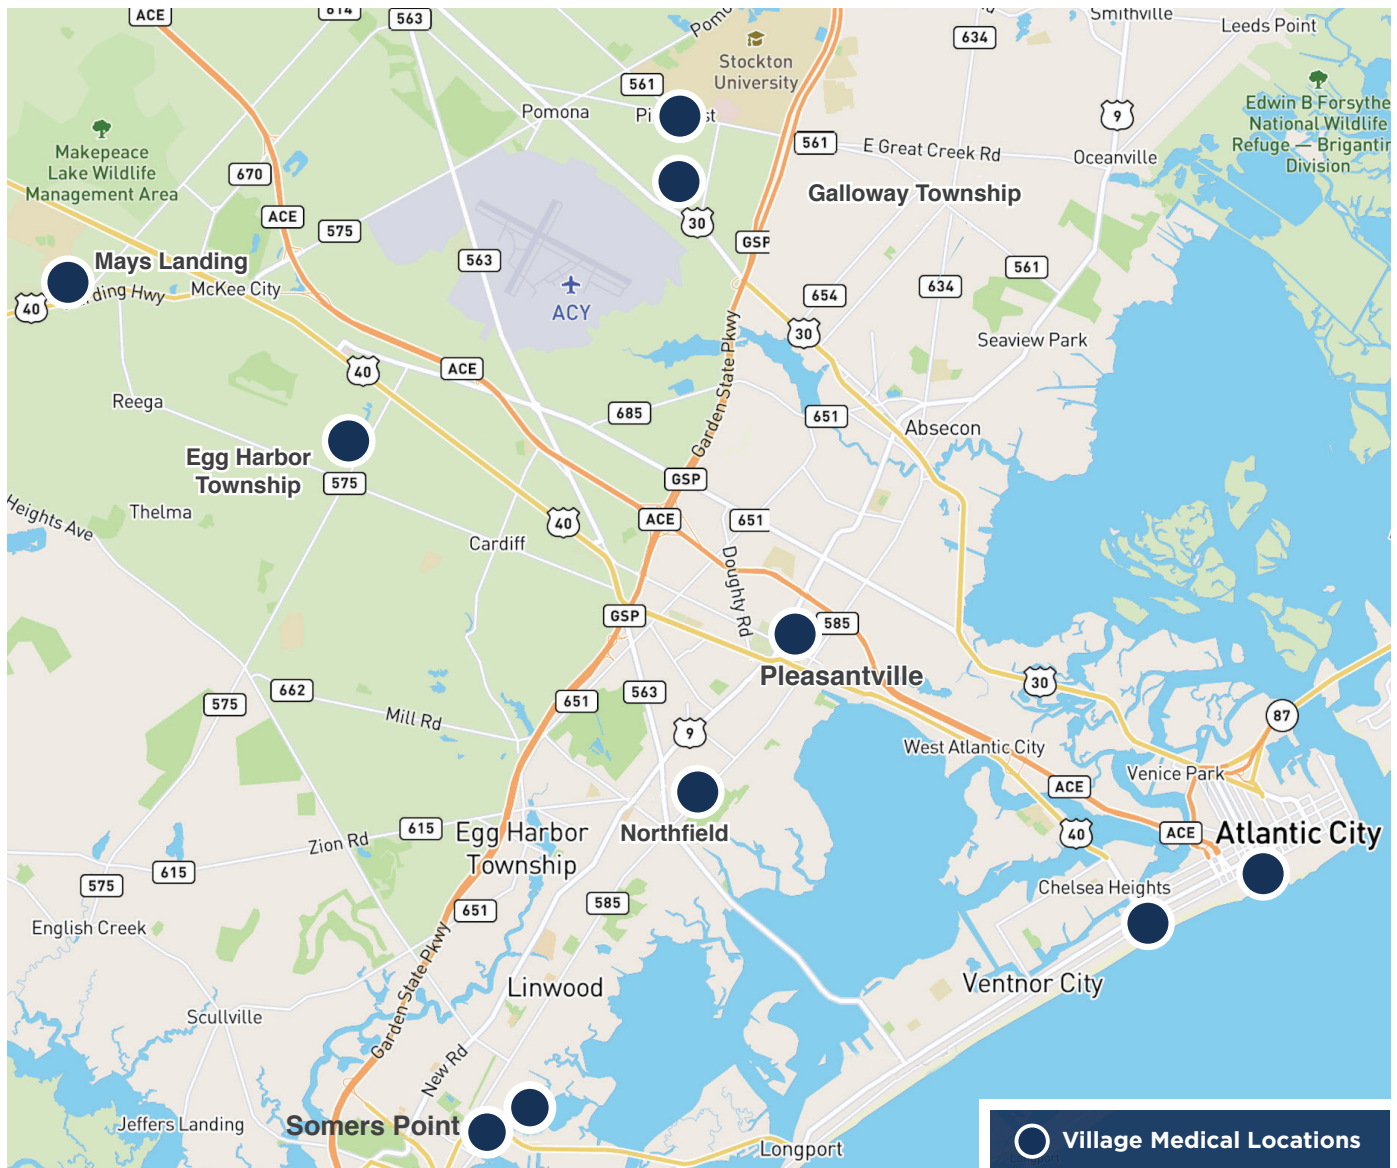 ACE
614
563
634
Smithville
Leeds Point
Stockton
University
561
Pomona
9
Edwin B Forsythe
National Wildlife
Refuge — Brigantin
Division
Makepeace
Lake Wildlife
Management Area
561
E Great Creek Rd
Oceanville
670
Galloway Township
ACE
575
30
GSP
563
561
Mays Landing
McKee City
634
654
40
ACY
30
Seaview Park
Garden State Pkwy
40
ACE
Reega
685
651
Absecon
Egg Harbor
Township
575
GSP
Heights Ave
Thelma
40
ACE
651
Cardiff
Doughty Rd
GSP
585
Pleasantville
30
662
575
651
563
87
Mill Rd
9
West Atlantic City
Venice Park
ACE
Northfield
615
Egg Harbor
Township
Zion Rd
40
ACE
Atlantic City
615
575
Chelsea Heights
651
585
English Creek
Garden State Pkwy
Linwood
Ventnor City
Scullville
New Rd
Jeffers Landing
Somers Point
Longport
Village Medical Locations